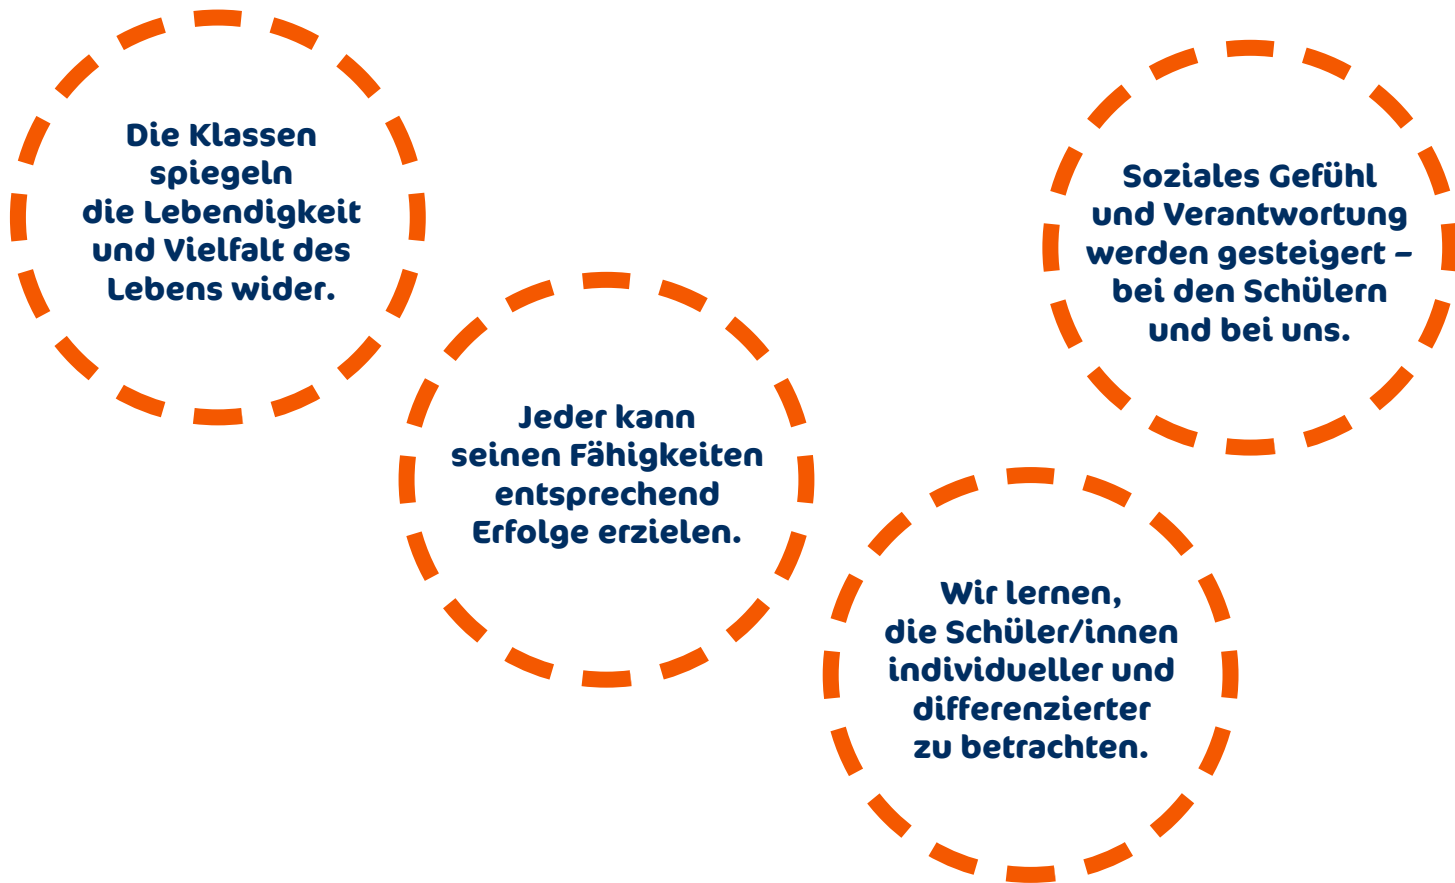 Die Klassen
spiegeln
die Lebendigkeit
und Vielfalt des
Lebens wider.
Jeder kann
seinen Fähigkeiten
entsprechend
Erfolge erzielen.
Wir lernen,
die Schüler/innen
individueller und
differenzierter
zu betrachten.
Soziales Gefühl
und Verantwortung
werden gesteigert –
bei den Schülern
und bei uns.